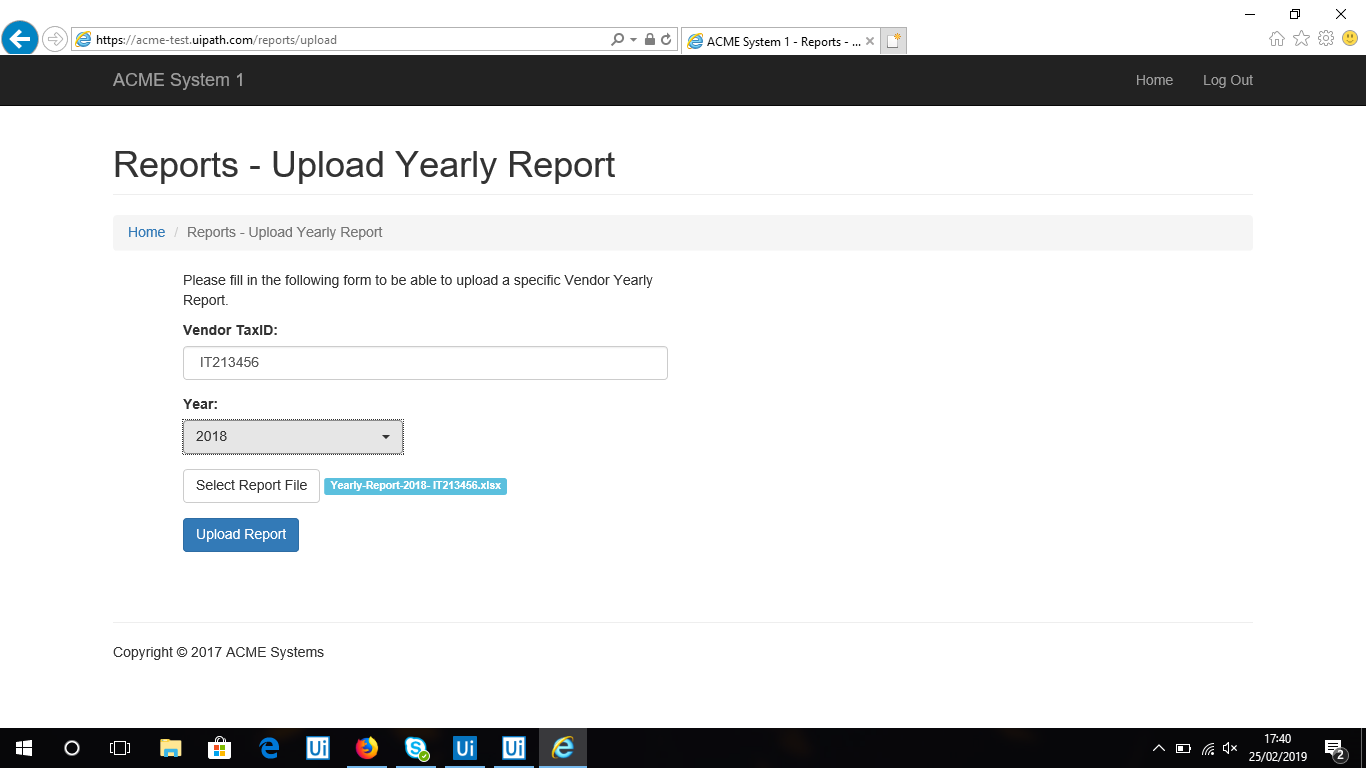 https://acme-test.uipath.com/reports/upload
ACME System 1 - Reports - ...
ACME System 1
Home
Log Out
Reports - Upload Yearly Report
Home / Reports - Upload Yearly Report
Please fill in the following form to be able to upload a specific Vendor Yearly
Report.
Vendor TaxID:
IT213456
Year:
2018
Select Report File
Yearly-Report-2018- IT213456.xlsx
Upload Report
Copyright © 2017 ACME Systems
Ui
Ui
Ui
17:40
25/02/2019
2